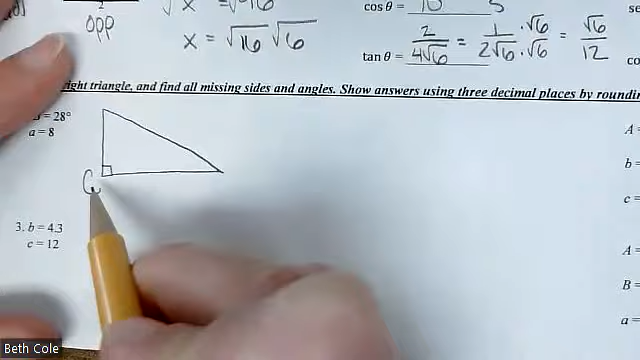 x = √16 √6
2
opp
cos θ = 10 5
tan θ = 2/4√6 = 1/2√6 · √6/√6 = √6/12
right triangle, and find all missing sides and angles. Show answers using three decimal places by
= 28°
a = 8
C
3. b = 4.3
c = 12
A =
b =
c =
A =
B =
a =
Beth Cole